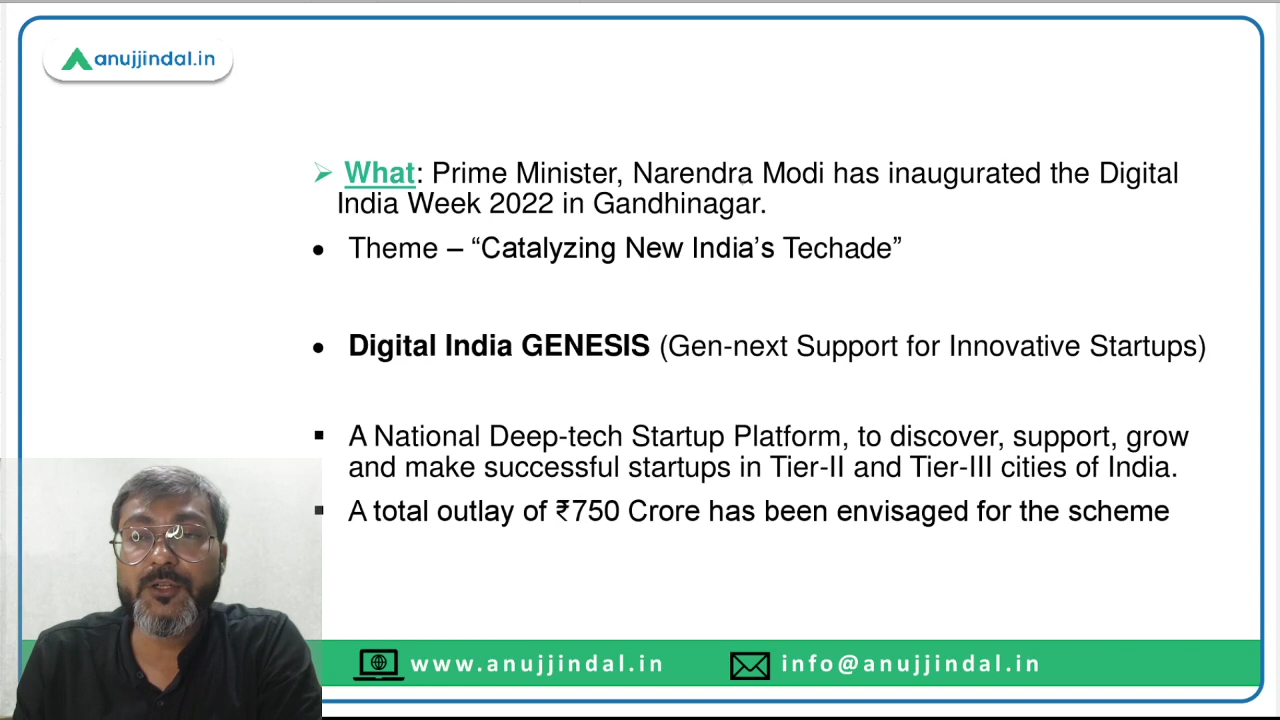 anujjindal.in
➢ What: Prime Minister, Narendra Modi has inaugurated the Digital
India Week 2022 in Gandhinagar.
• Theme – “Catalyzing New India’s Techade”
• Digital India GENESIS (Gen-next Support for Innovative Startups)
▪ A National Deep-tech Startup Platform, to discover, support, grow
and make successful startups in Tier-II and Tier-III cities of India.
▪ A total outlay of ₹750 Crore has been envisaged for the scheme
www.anujjindal.in
info@anujjindal.in